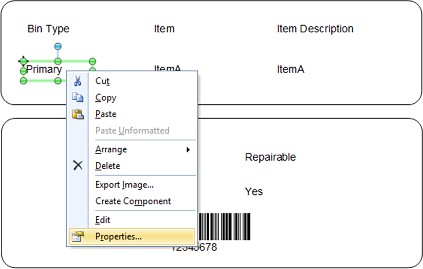 Bin Type Item Item Description
Primary ItemA ItemA
Cut
Copy
Paste
Paste Unformatted
Arrange
Delete
Export Image...
Create Component
Edit
Properties...
Repairable
Yes
12345678